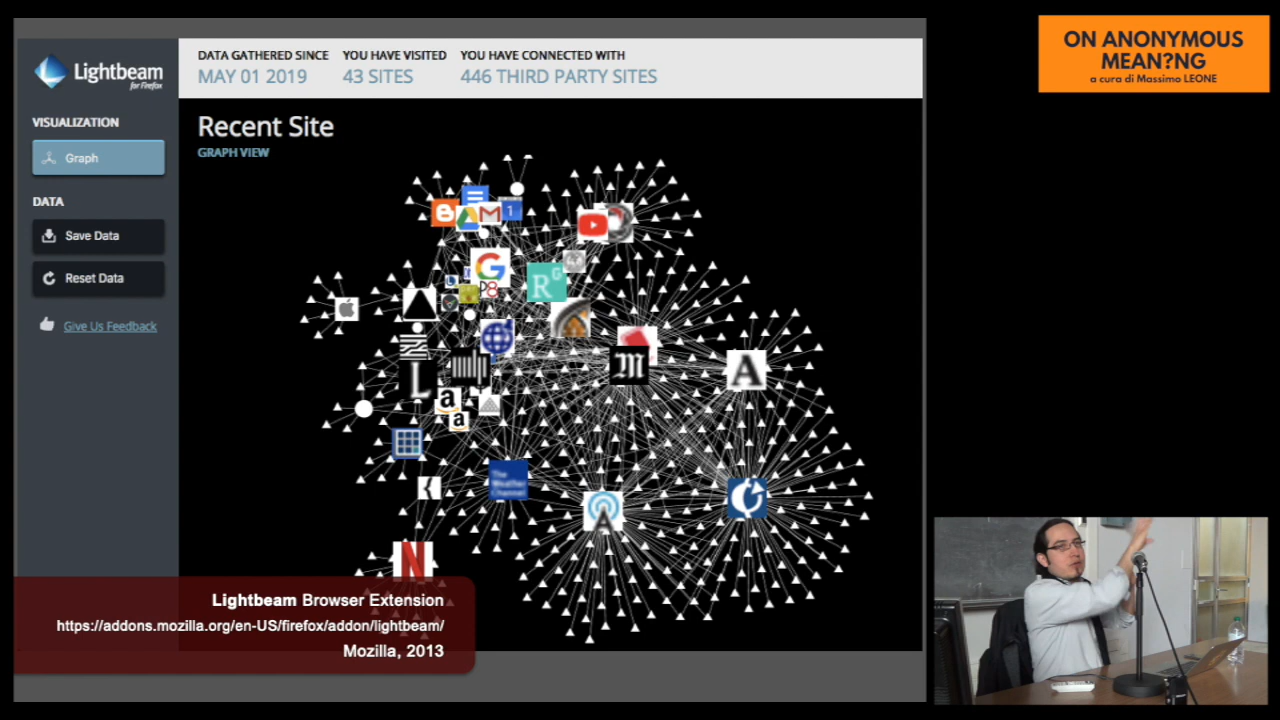 Lightbeam
for Firefox
DATA GATHERED SINCE
MAY 01 2019
YOU HAVE VISITED
43 SITES
YOU HAVE CONNECTED WITH
446 THIRD PARTY SITES
ON ANONYMOUS
MEAN?NG
a cura di Massimo LEONE
VISUALIZATION
Graph
DATA
Save Data
Reset Data
Give Us Feedback
Recent Site
GRAPH VIEW
The
Weather
Channel
Lightbeam Browser Extension
https://addons.mozilla.org/en-US/firefox/addon/lightbeam/
Mozilla, 2013